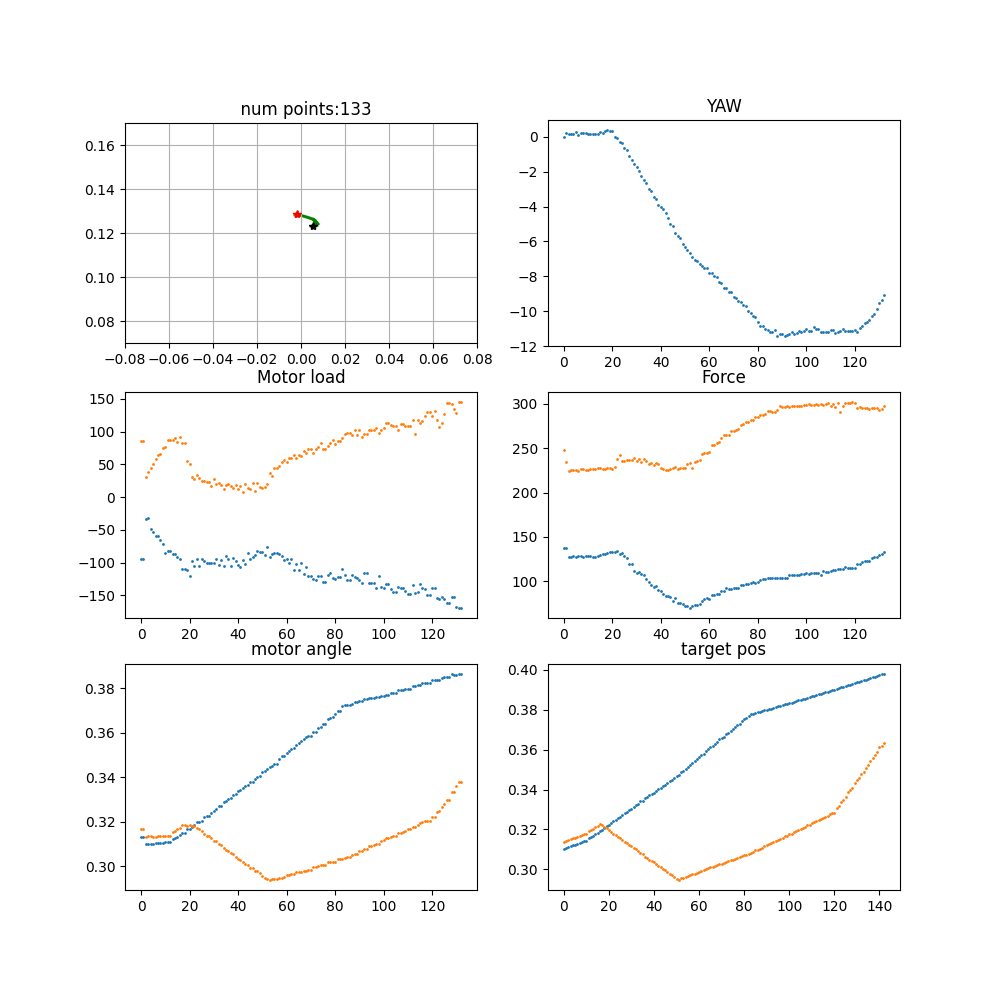 num points:133
YAW
0.16
0.14
0.12
0.10
0.08
−0.08 −0.06 −0.04 −0.02 0.00 0.02 0.04 0.06 0.08
0
−2
−4
−6
−8
−10
−12
0 20 40 60 80 100 120
Motor load
Force
150
100
50
0
−50
−100
−150
0 20 40 60 80 100 120
300
250
200
150
100
0 20 40 60 80 100 120
motor angle
target pos
0.38
0.36
0.34
0.32
0.30
0 20 40 60 80 100 120
0.40
0.38
0.36
0.34
0.32
0.30
0 20 40 60 80 100 120 140